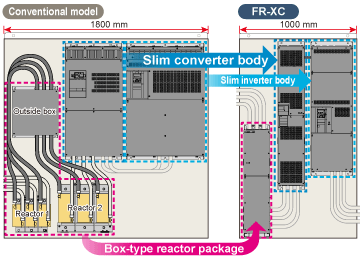 Conventional model
FR-XC
1800 mm
1000 mm
Slim converter body
Slim inverter body
Outside box
Reactor 1
Reactor 2
Box-type reactor package